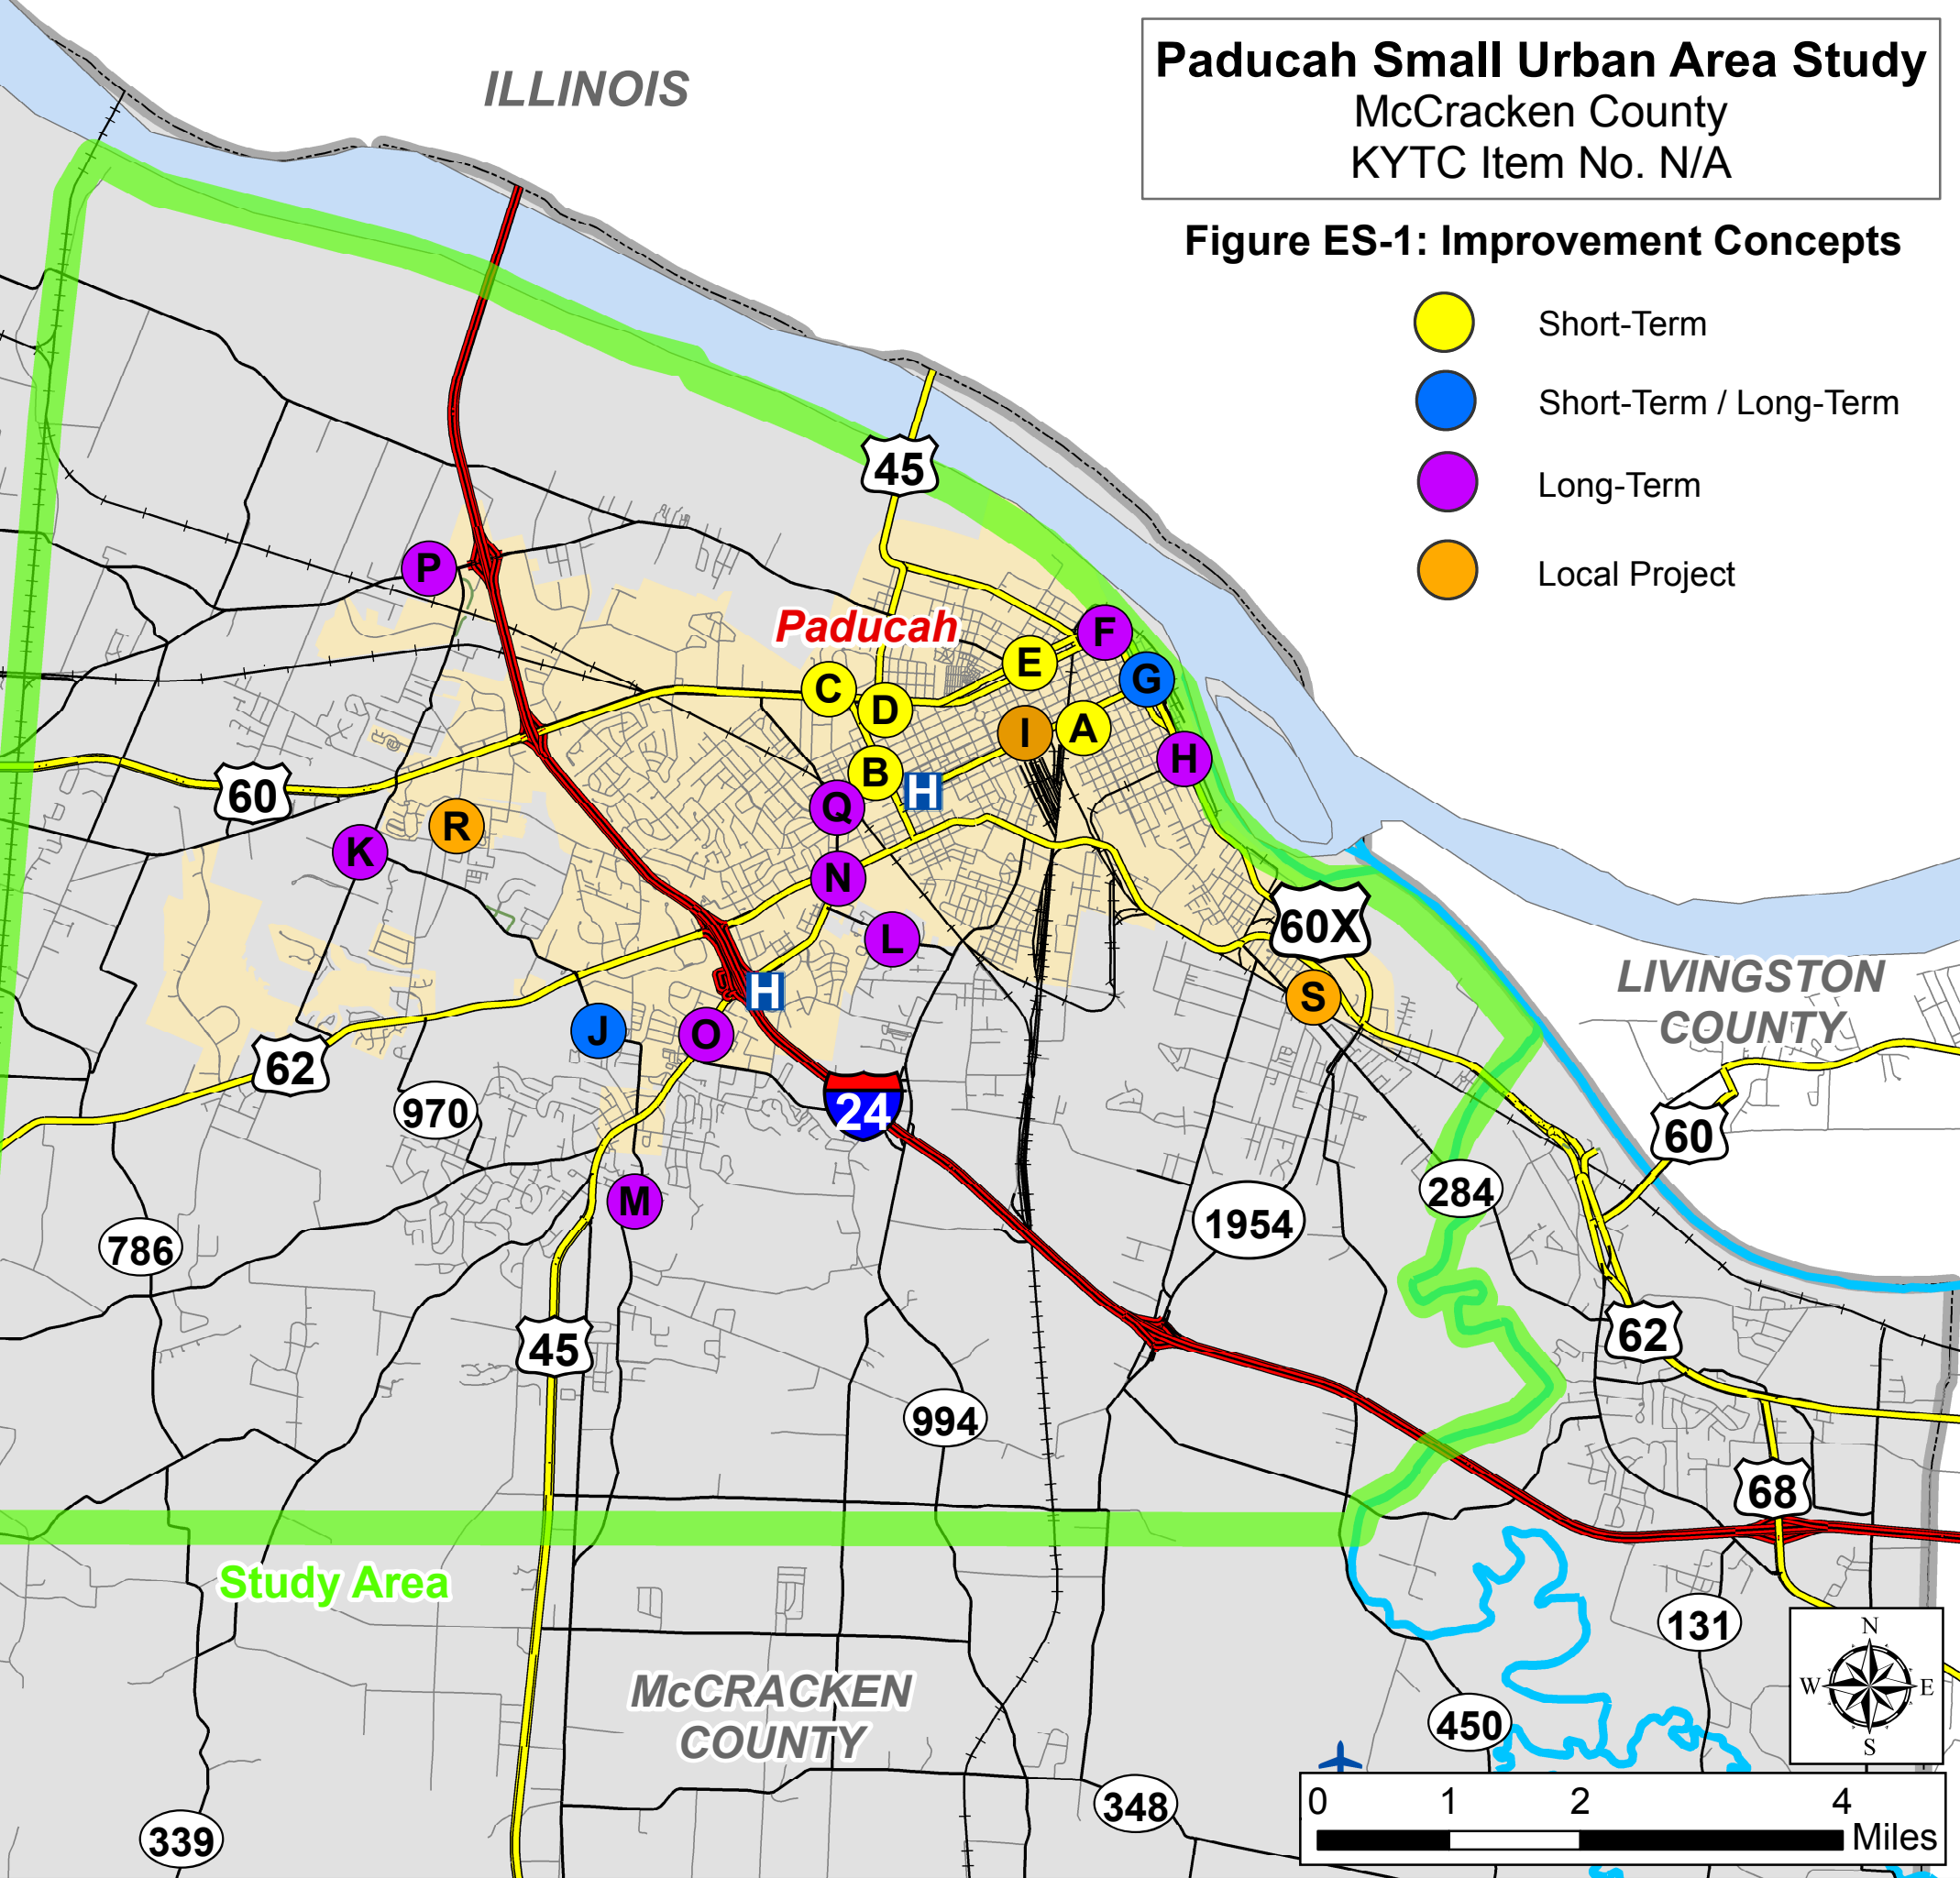 Paducah Small Urban Area Study
McCracken County
KYTC Item No. N/A
Figure ES-1: Improvement Concepts
Short-Term
Short-Term / Long-Term
Long-Term
Local Project
ILLINOIS
45
P
Paducah
F
E
C
G
D
I
A
H
B
H
60
Q
R
K
N
60X
L
LIVINGSTON
COUNTY
H
S
J
O
62
24
970
60
284
M
1954
786
62
45
994
68
Study Area
131
N
W
E
S
McCRACKEN
COUNTY
450
348
339
0 1 2 4
Miles